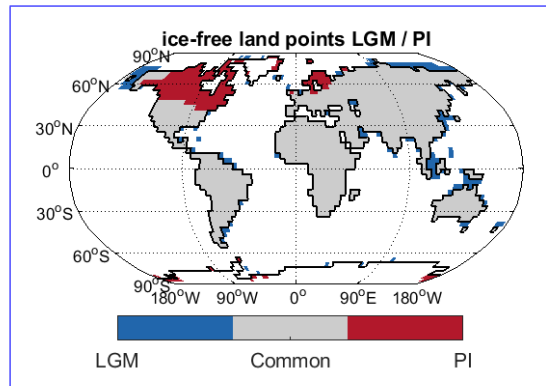 ice-free land points LGM / PI
90°N
60°N
30°N
0°
30°S
60°S
90°S
180°W 90°W 0° 90°E 180°W
LGM Common PI